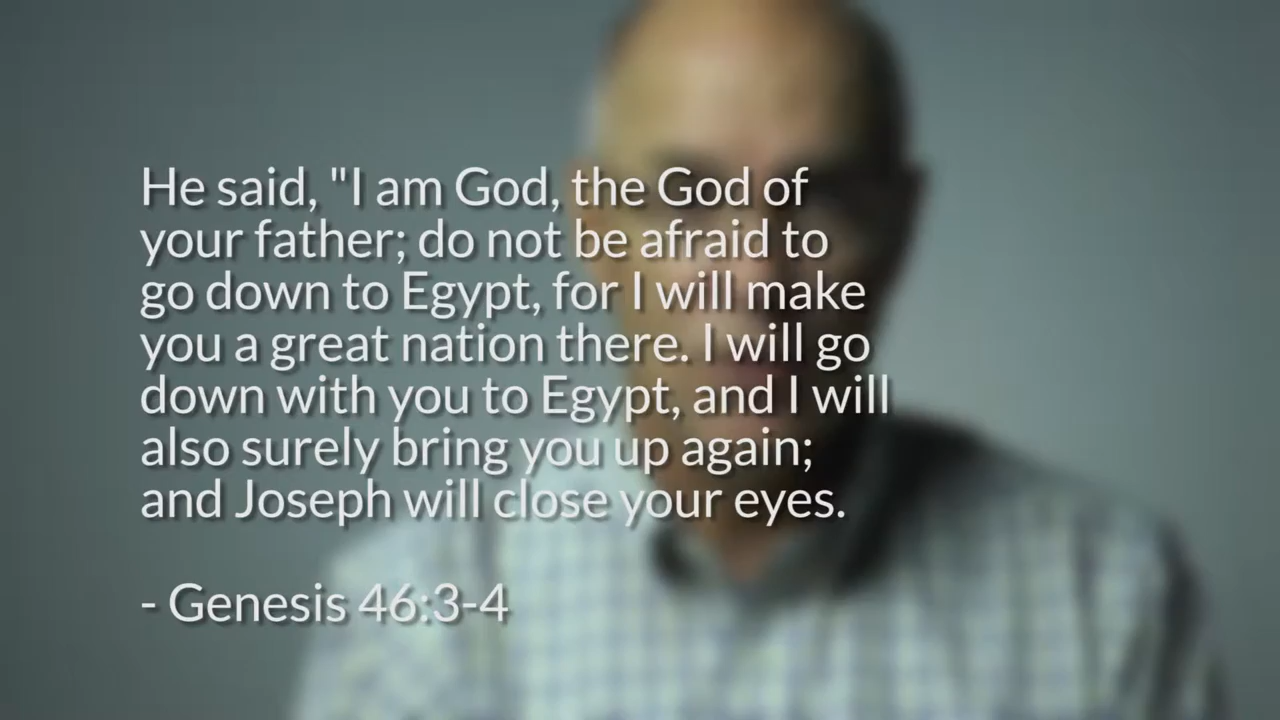 He said, "I am God, the God of
your father; do not be afraid to
go down to Egypt, for I will make
you a great nation there. I will go
down with you to Egypt, and I will
also surely bring you up again;
and Joseph will close your eyes.
- Genesis 46:3-4